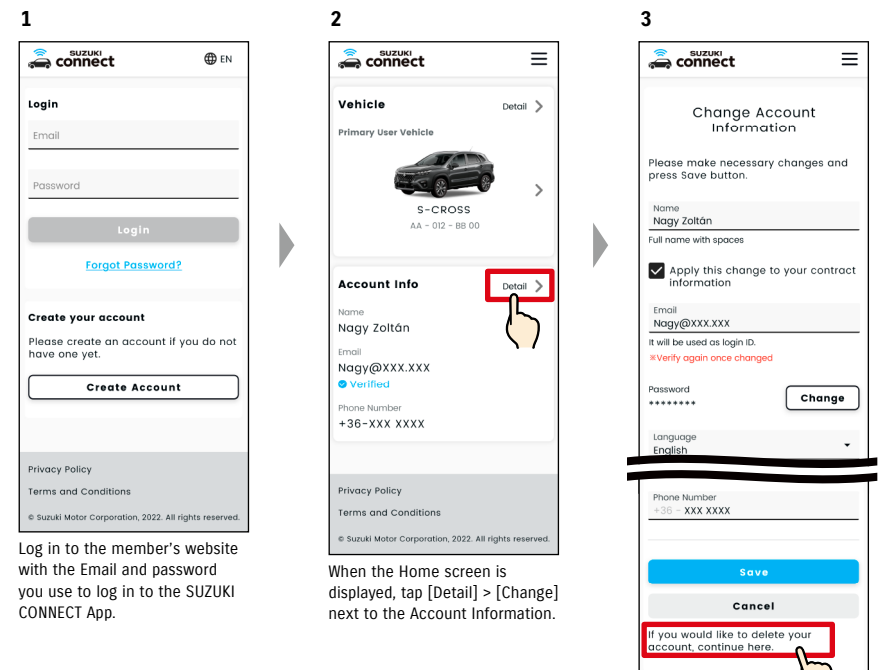 1
SUZUKI
connect
EN
Login
Email
Password
Login
Forgot Password?
Create your account
Please create an account if you do not
have one yet.
Create Account
Privacy Policy
Terms and Conditions
© Suzuki Motor Corporation, 2022. All rights reserved.
Log in to the member's website
with the Email and password
you use to log in to the SUZUKI
CONNECT App.
2
SUZUKI
connect
Vehicle
Detail
Primary User Vehicle
S-CROSS
AA - 012 - BB 00
Account Info
Detail
Name
Nagy Zoltán
Email
Nagy@XXX.XXX
Verified
Phone Number
+36-XXX XXXX
Privacy Policy
Terms and Conditions
© Suzuki Motor Corporation, 2022. All rights reserved.
When the Home screen is
displayed, tap [Detail] > [Change]
next to the Account Information.
3
SUZUKI
connect
Change Account
Information
Please make necessary changes and
press Save button.
Name
Nagy Zoltán
Full name with spaces
Apply this change to your contract
information
Email
Nagy@XXX.XXX
It will be used as login ID.
※Verify again once changed
Password
********
Change
Language
English
Phone Number
+36 - XXX XXXX
Save
Cancel
If you would like to delete your
account, continue here.